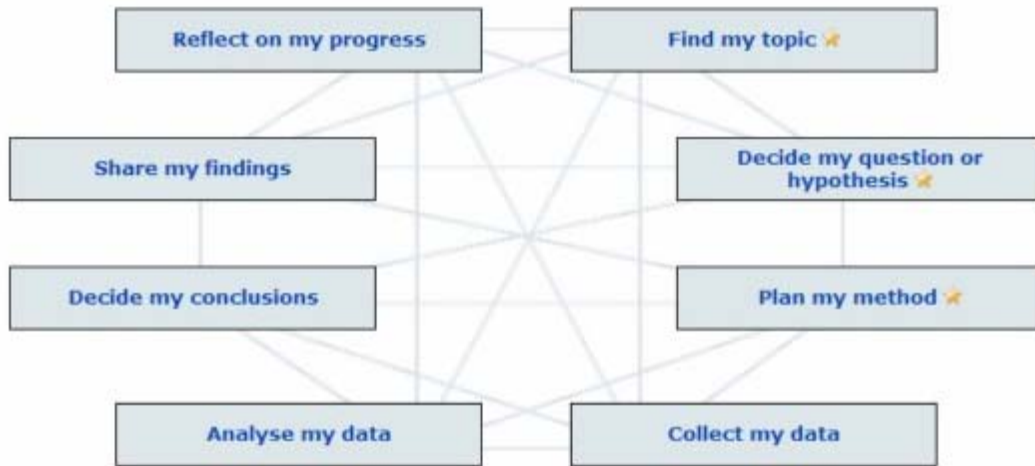 Reflect on my progress
Find my topic
Share my findings
Decide my question or
hypothesis
Decide my conclusions
Plan my method
Analyse my data
Collect my data